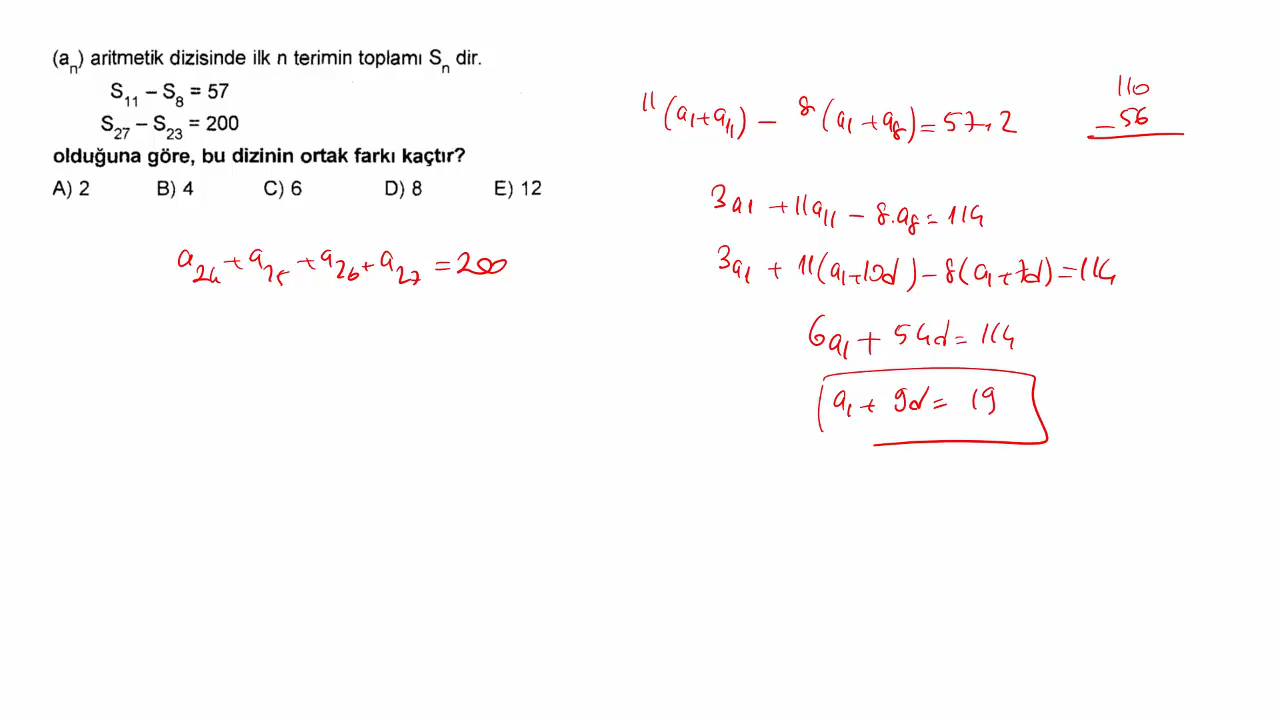 (aₙ) aritmetik dizisinde ilk n terimin toplamı Sₙ dir.
S₁₁ − S₈ = 57
S₂₇ − S₂₃ = 200
olduğuna göre, bu dizinin ortak farkı kaçtır?
A) 2 B) 4 C) 6 D) 8 E) 12
a₂₄ + a₂₅ + a₂₆ + a₂₇ = 200
11(a₁+a₁₁) − 8(a₁+a₈) = 57.2
110
−56
3a₁ + 11a₁₁ − 8.a₈ = 114
3a₁ + 11(a₁+10d) − 8(a₁+7d) = 114
6a₁ + 54d = 114
a₁ + 9d = 19